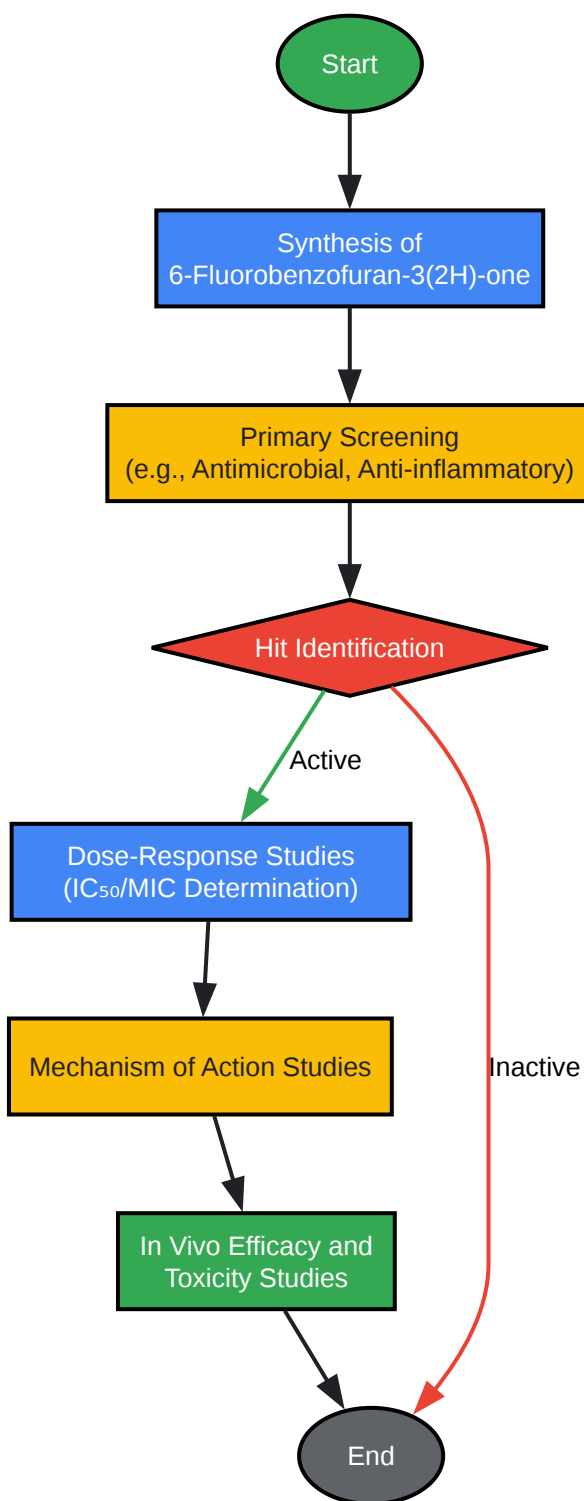 Start
Synthesis of
6-Fluorobenzofuran-3(2H)-one
Primary Screening
(e.g., Antimicrobial, Anti-inflammatory)
Hit Identification
Active
Dose-Response Studies
(IC₅₀/MIC Determination)
Mechanism of Action Studies
Inactive
In Vivo Efficacy and
Toxicity Studies
End